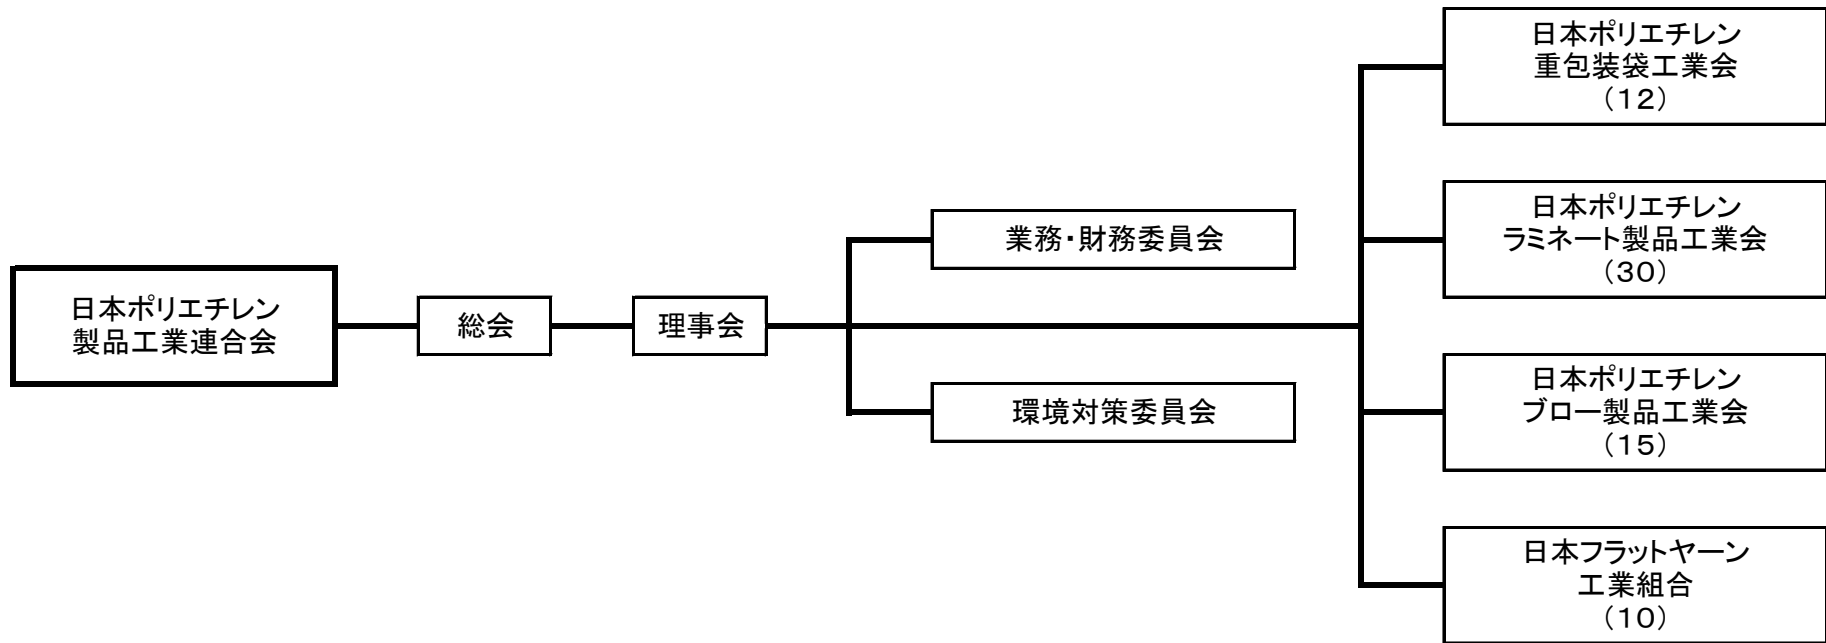 日本ポリエチレン
製品工業連合会
総会
理事会
業務・財務委員会
環境対策委員会
日本ポリエチレン
重包装袋工業会
（１２）
日本ポリエチレン
ラミネート製品工業会
（３０）
日本ポリエチレン
ブロー製品工業会
（１５）
日本フラットヤーン
工業組合
（１０）